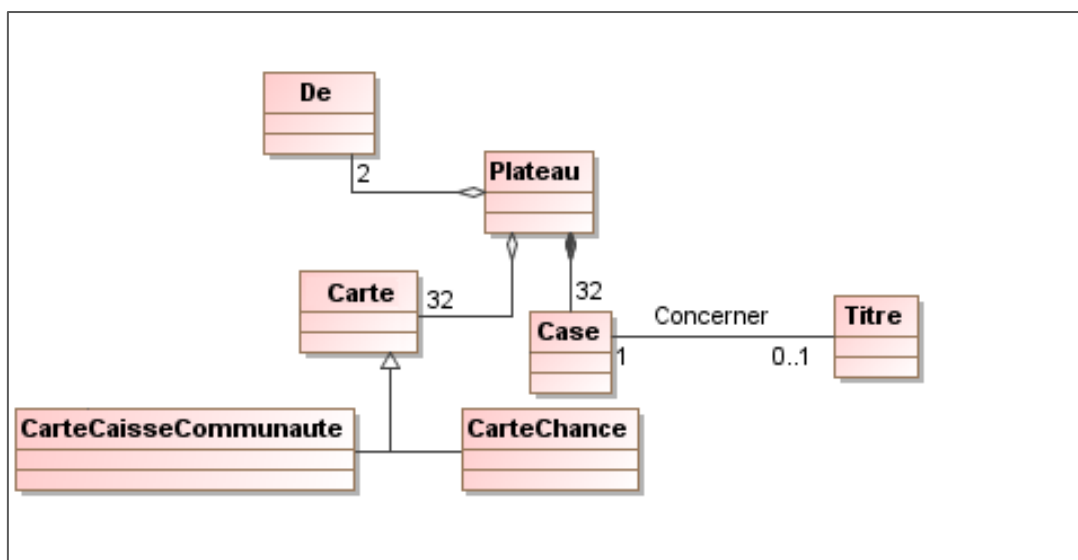 De
2
Plateau
Carte
32
32
Case
Concerner
1
0..1
Titre
CarteCaisseCommunaute
CarteChance